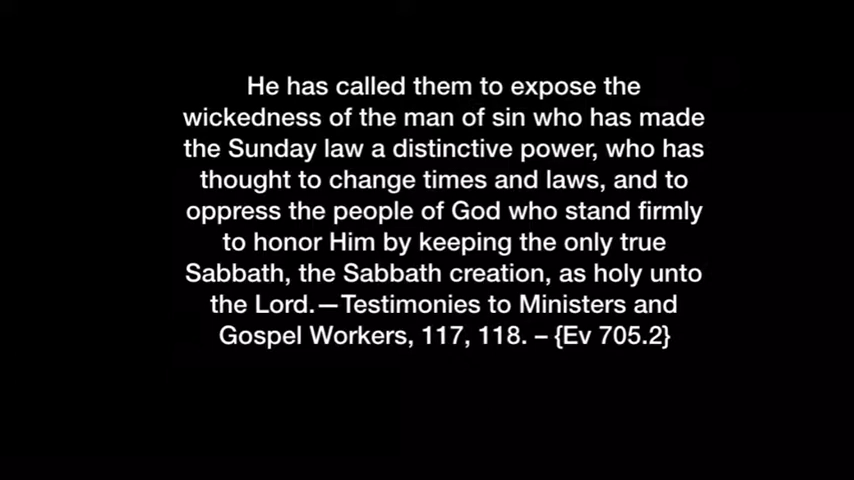 He has called them to expose the
wickedness of the man of sin who has made
the Sunday law a distinctive power, who has
thought to change times and laws, and to
oppress the people of God who stand firmly
to honor Him by keeping the only true
Sabbath, the Sabbath creation, as holy unto
the Lord.—Testimonies to Ministers and
Gospel Workers, 117, 118. – {Ev 705.2}